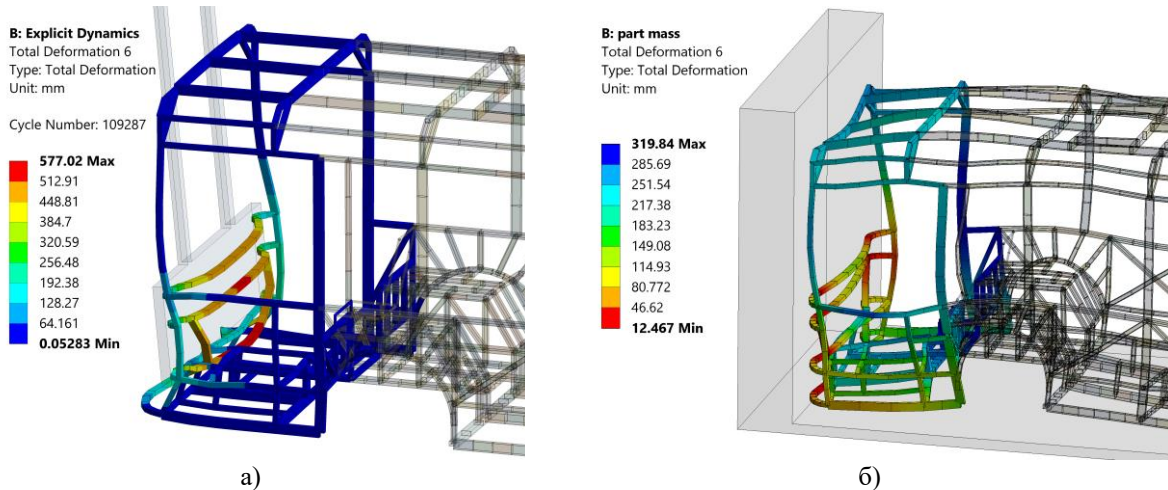 B: Explicit Dynamics
Total Deformation 6
Type: Total Deformation
Unit: mm
Cycle Number: 109287
577.02 Max
512.91
448.81
384.7
320.59
256.48
192.38
128.27
64.161
0.05283 Min
а)
B: part mass
Total Deformation 6
Type: Total Deformation
Unit: mm
319.84 Max
285.69
251.54
217.38
183.23
149.08
114.93
80.772
46.62
12.467 Min
б)